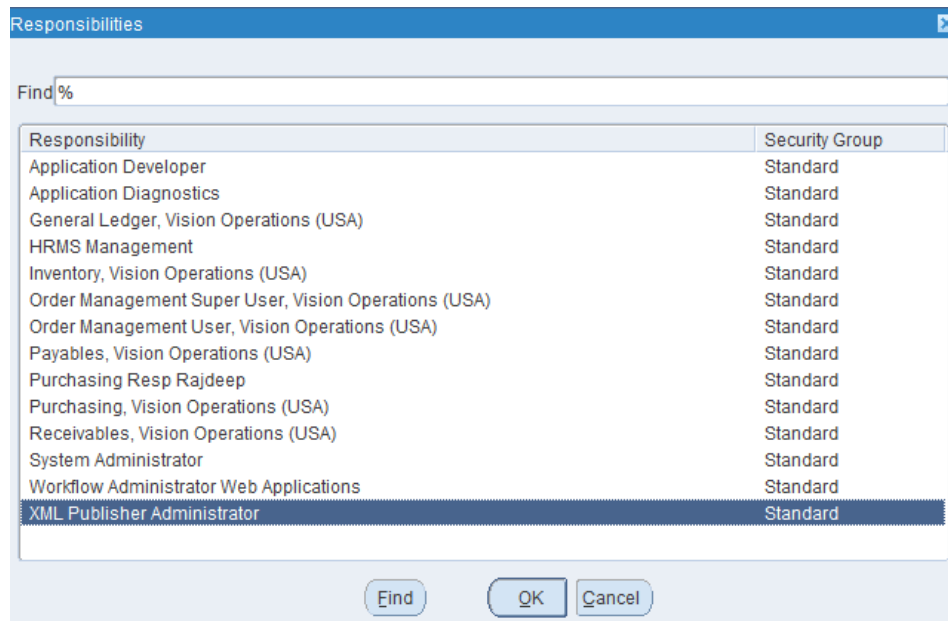 Responsibilities
Find %
Responsibility Security Group
Application Developer Standard
Application Diagnostics Standard
General Ledger, Vision Operations (USA) Standard
HRMS Management Standard
Inventory, Vision Operations (USA) Standard
Order Management Super User, Vision Operations (USA) Standard
Order Management User, Vision Operations (USA) Standard
Payables, Vision Operations (USA) Standard
Purchasing Resp Rajdeep Standard
Purchasing, Vision Operations (USA) Standard
Receivables, Vision Operations (USA) Standard
System Administrator Standard
Workflow Administrator Web Applications Standard
XML Publisher Administrator Standard
Find OK Cancel